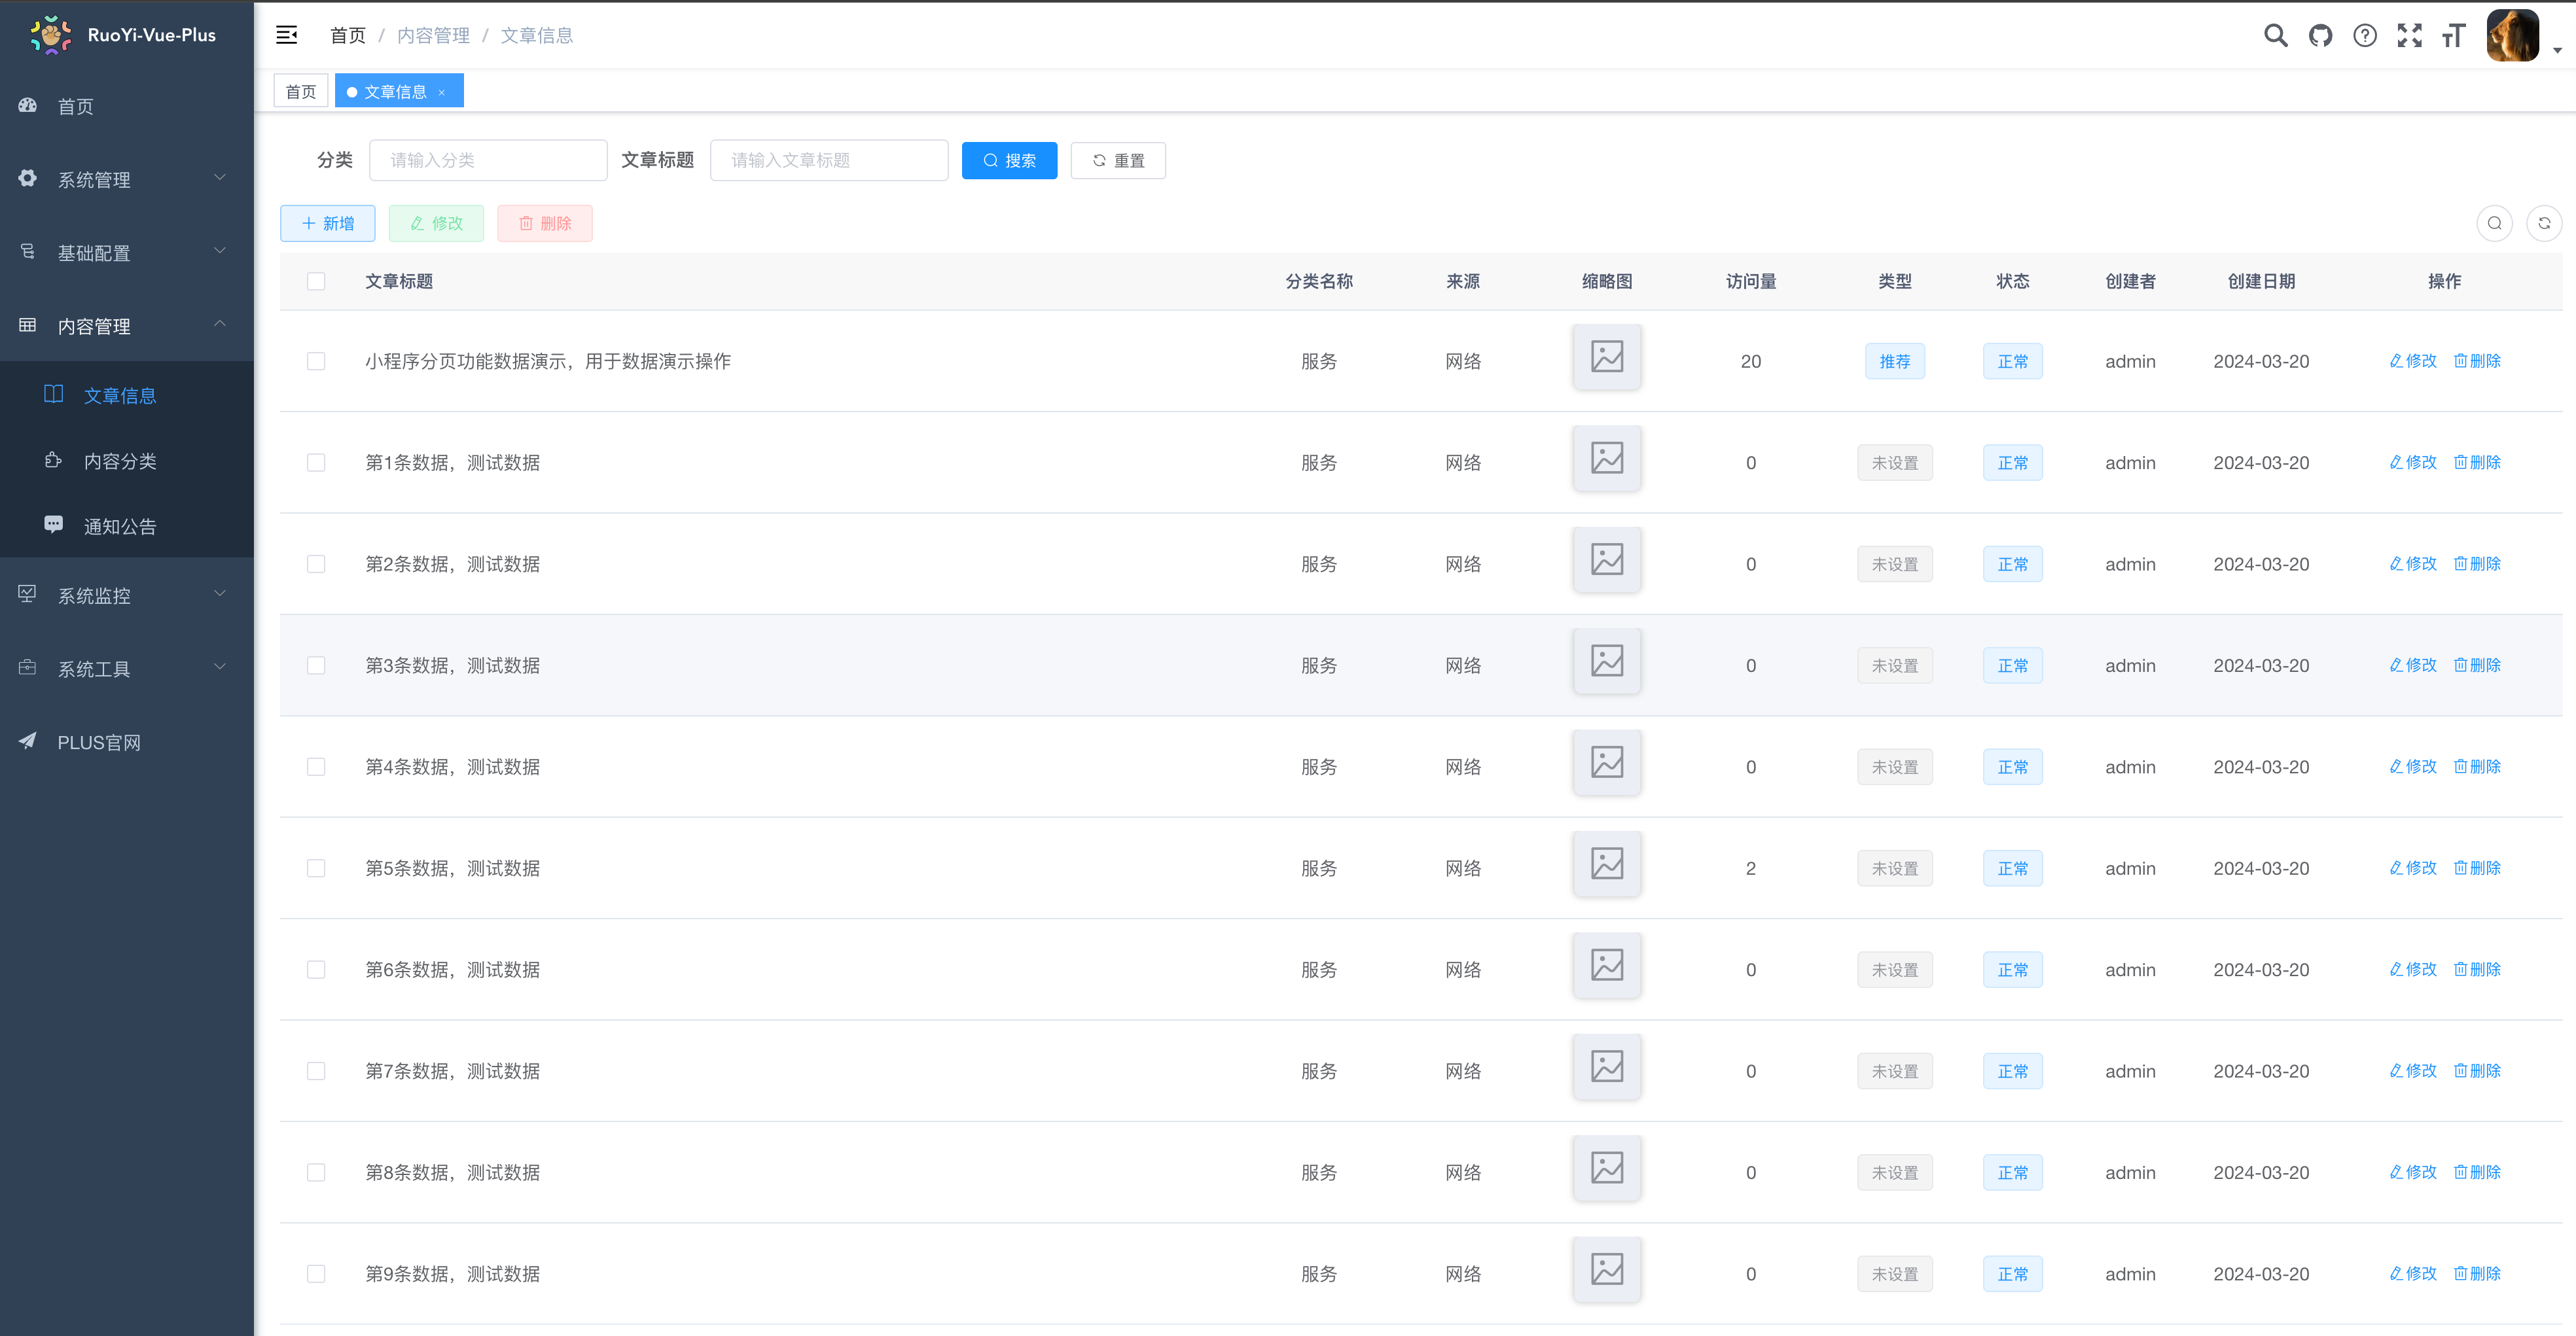 RuoYi-Vue-Plus
首页 / 内容管理 / 文章信息
首页
文章信息 ×
首页
系统管理
基础配置
内容管理
文章信息
内容分类
通知公告
系统监控
系统工具
PLUS官网
分类 请输入分类 文章标题 请输入文章标题 搜索 重置
新增 修改 删除
文章标题 分类名称 来源 缩略图 访问量 类型 状态 创建者 创建日期 操作
小程序分页功能数据演示，用于数据演示操作 服务 网络 20 推荐 正常 admin 2024-03-20 修改 删除
第1条数据，测试数据 服务 网络 0 未设置 正常 admin 2024-03-20 修改 删除
第2条数据，测试数据 服务 网络 0 未设置 正常 admin 2024-03-20 修改 删除
第3条数据，测试数据 服务 网络 0 未设置 正常 admin 2024-03-20 修改 删除
第4条数据，测试数据 服务 网络 0 未设置 正常 admin 2024-03-20 修改 删除
第5条数据，测试数据 服务 网络 2 未设置 正常 admin 2024-03-20 修改 删除
第6条数据，测试数据 服务 网络 0 未设置 正常 admin 2024-03-20 修改 删除
第7条数据，测试数据 服务 网络 0 未设置 正常 admin 2024-03-20 修改 删除
第8条数据，测试数据 服务 网络 0 未设置 正常 admin 2024-03-20 修改 删除
第9条数据，测试数据 服务 网络 0 未设置 正常 admin 2024-03-20 修改 删除